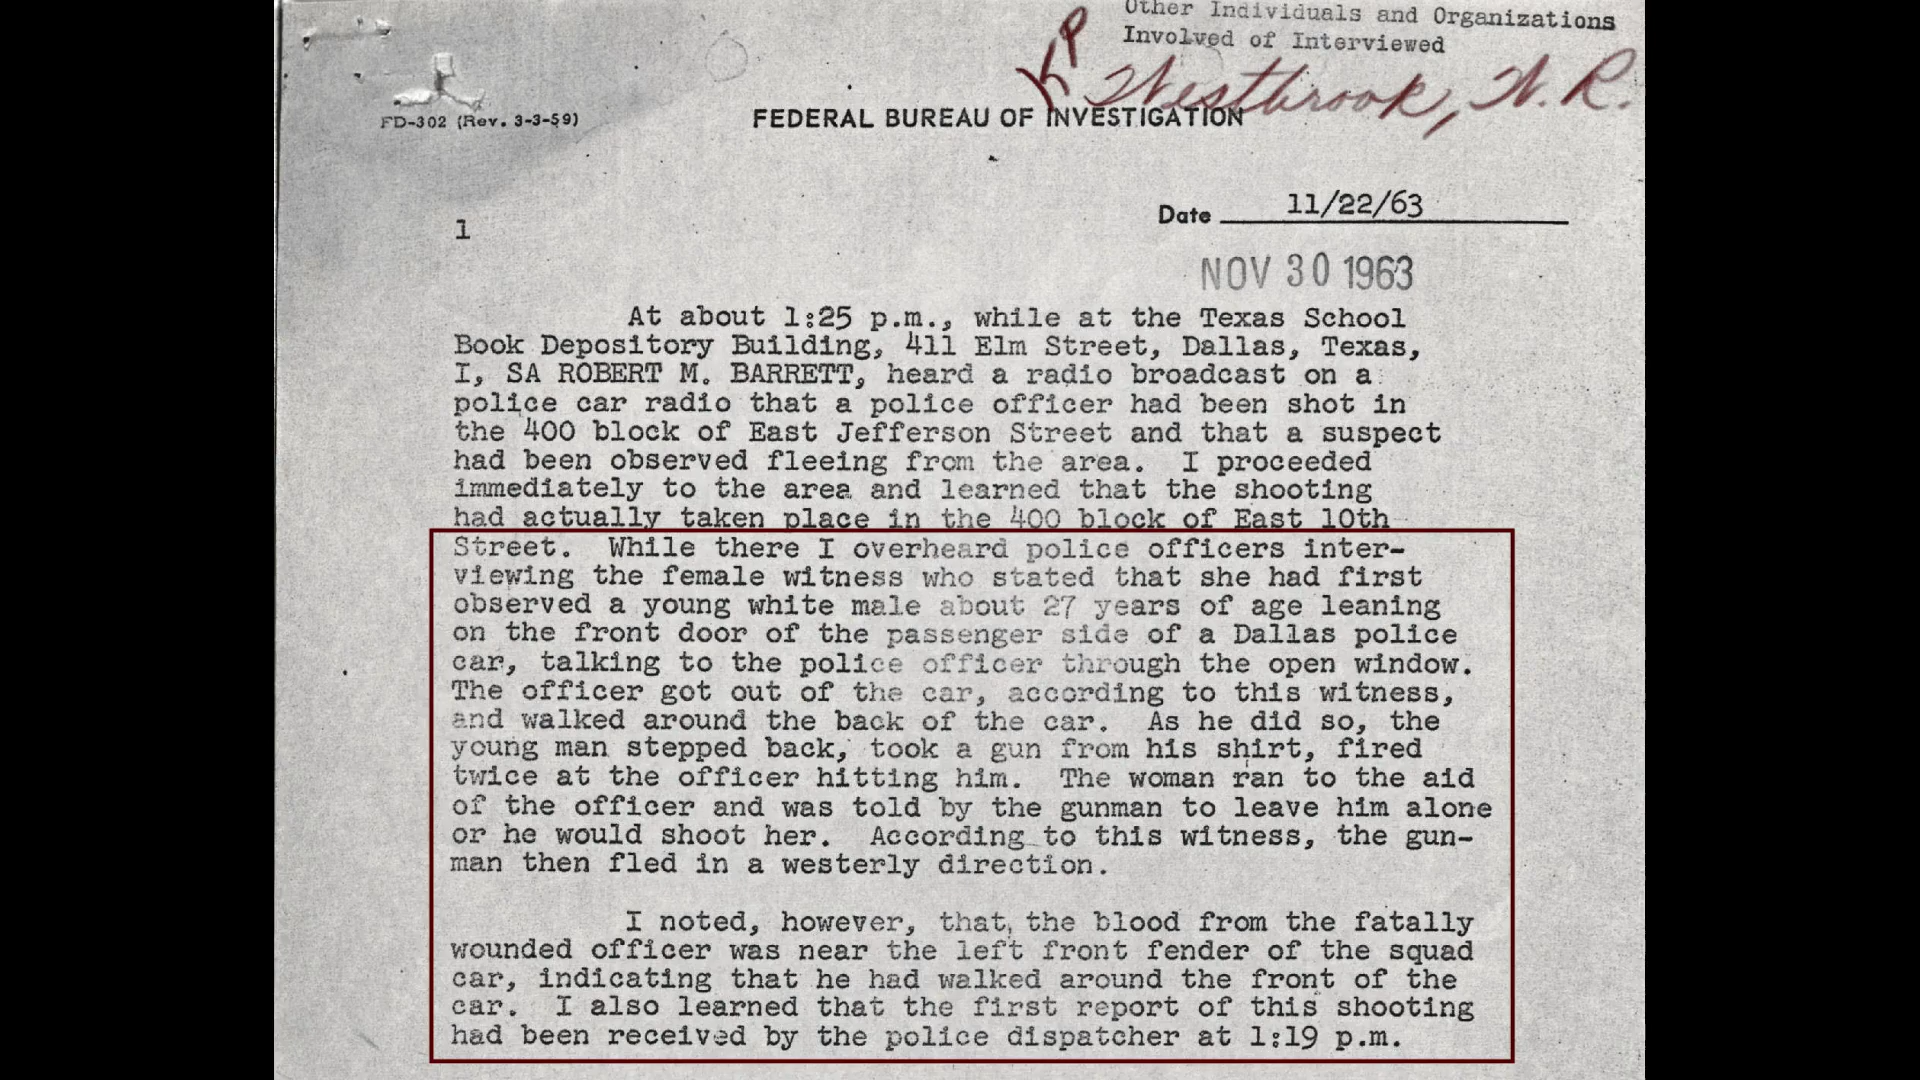 Other Individuals and Organizations
Involved of Interviewed
Westbrook, W. R.
FD-302 (Rev. 3-3-59)
FEDERAL BUREAU OF INVESTIGATION
Date 11/22/63
1
NOV 30 1963
At about 1:25 p.m., while at the Texas School
Book Depository Building, 411 Elm Street, Dallas, Texas,
I, SA ROBERT M. BARRETT, heard a radio broadcast on a
police car radio that a police officer had been shot in
the 400 block of East Jefferson Street and that a suspect
had been observed fleeing from the area. I proceeded
immediately to the area and learned that the shooting
had actually taken place in the 400 block of East 10th
Street. While there I overheard police officers inter-
viewing the female witness who stated that she had first
observed a young white male about 27 years of age leaning
on the front door of the passenger side of a Dallas police
car, talking to the police officer through the open window.
The officer got out of the car, according to this witness,
and walked around the back of the car. As he did so, the
young man stepped back, took a gun from his shirt, fired
twice at the officer hitting him. The woman ran to the aid
of the officer and was told by the gunman to leave him alone
or he would shoot her. According to this witness, the gun-
man then fled in a westerly direction.
I noted, however, that the blood from the fatally
wounded officer was near the left front fender of the squad
car, indicating that he had walked around the front of the
car. I also learned that the first report of this shooting
had been received by the police dispatcher at 1:19 p.m.